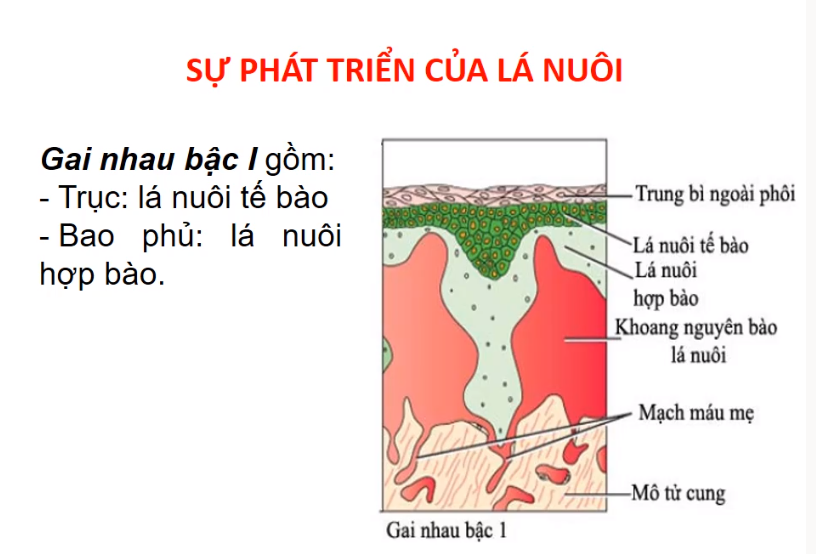 SỰ PHÁT TRIỂN CỦA LÁ NUÔI
Gai nhau bậc I gồm:
- Trục: lá nuôi tế bào
- Bao phủ: lá nuôi
hợp bào.
Trung bì ngoài phôi
Lá nuôi tế bào
Lá nuôi
hợp bào
Khoang nguyên bào
lá nuôi
Mạch máu mẹ
Mô tử cung
Gai nhau bậc 1